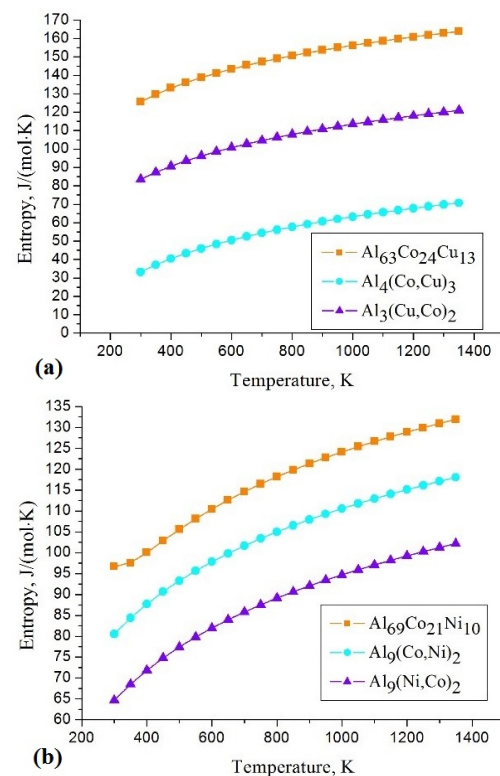 170
160
150
140
130
120
110
100
90
80
70
60
50
40
30
20
10
0
Entropy, J/(mol·K)
Al₆₃Co₂₄Cu₁₃
Al₄(Co,Cu)₃
Al₃(Cu,Co)₂
200 400 600 800 1000 1200 1400
(a)
Temperature, K
135
130
125
120
115
110
105
100
95
90
85
80
75
70
65
60
Entropy, J/(mol·K)
Al₆₉Co₂₁Ni₁₀
Al₉(Co,Ni)₂
Al₉(Ni,Co)₂
200 400 600 800 1000 1200 1400
(b)
Temperature, K